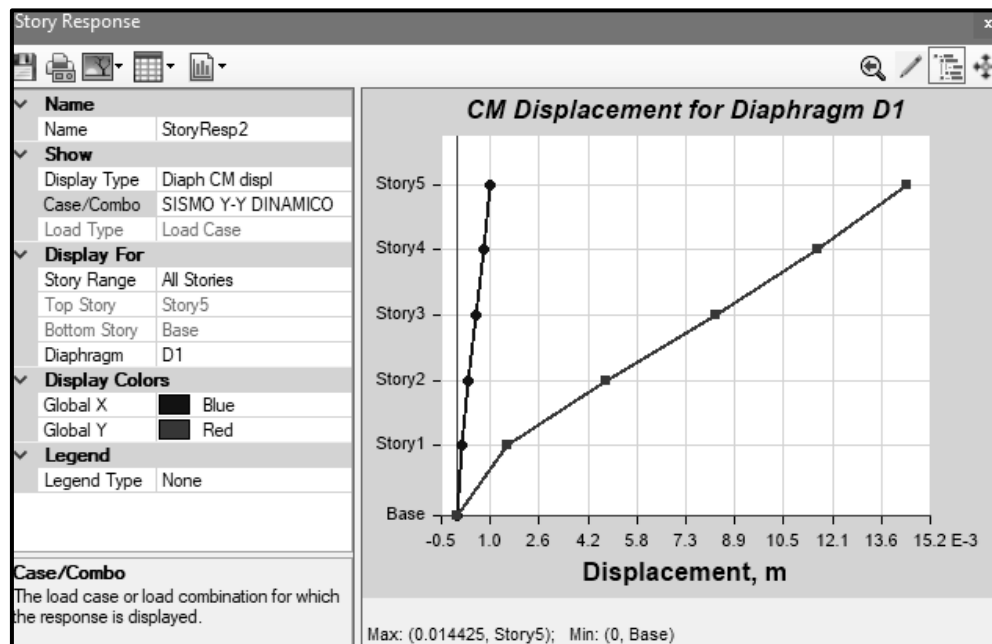 Story Response
x
Name
Name StoryResp2
Show
Display Type Diaph CM displ
Case/Combo SISMO Y-Y DINAMICO
Load Type Load Case
Display For
Story Range All Stories
Top Story Story5
Bottom Story Base
Diaphragm D1
Display Colors
Global X Blue
Global Y Red
Legend
Legend Type None
Case/Combo
The load case or load combination for which
the response is displayed.
CM Displacement for Diaphragm D1
Story5
Story4
Story3
Story2
Story1
Base
-0.5 1.0 2.6 4.2 5.8 7.3 8.9 10.5 12.1 13.6 15.2 E-3
Displacement, m
Max: (0.014425, Story5); Min: (0, Base)